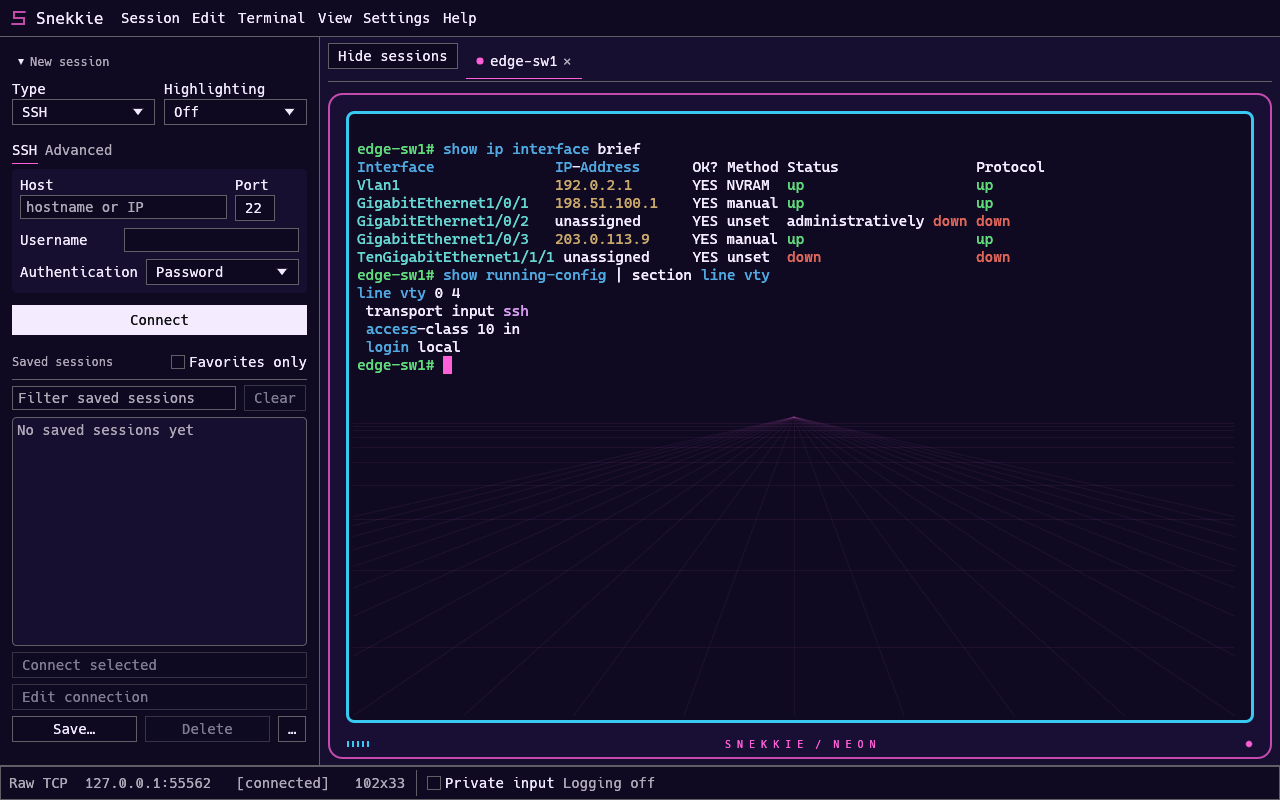 Snekkie Session Edit Terminal View Settings Help
▼ New session
Type Highlighting
SSH Off
SSH Advanced
Host Port
hostname or IP 22
Username
Authentication Password
Connect
Saved sessions Favorites only
Filter saved sessions Clear
No saved sessions yet
Connect selected
Edit connection
Save… Delete …
Hide sessions edge-sw1 ×
edge-sw1# show ip interface brief
Interface IP-Address OK? Method Status Protocol
Vlan1 192.0.2.1 YES NVRAM up up
GigabitEthernet1/0/1 198.51.100.1 YES manual up up
GigabitEthernet1/0/2 unassigned YES unset administratively down down
GigabitEthernet1/0/3 203.0.113.9 YES manual up up
TenGigabitEthernet1/1/1 unassigned YES unset down down
edge-sw1# show running-config | section line vty
line vty 0 4
transport input ssh
access-class 10 in
login local
edge-sw1#
SNEKKIE / NEON
Raw TCP 127.0.0.1:55562 [connected] 102x33 Private input Logging off